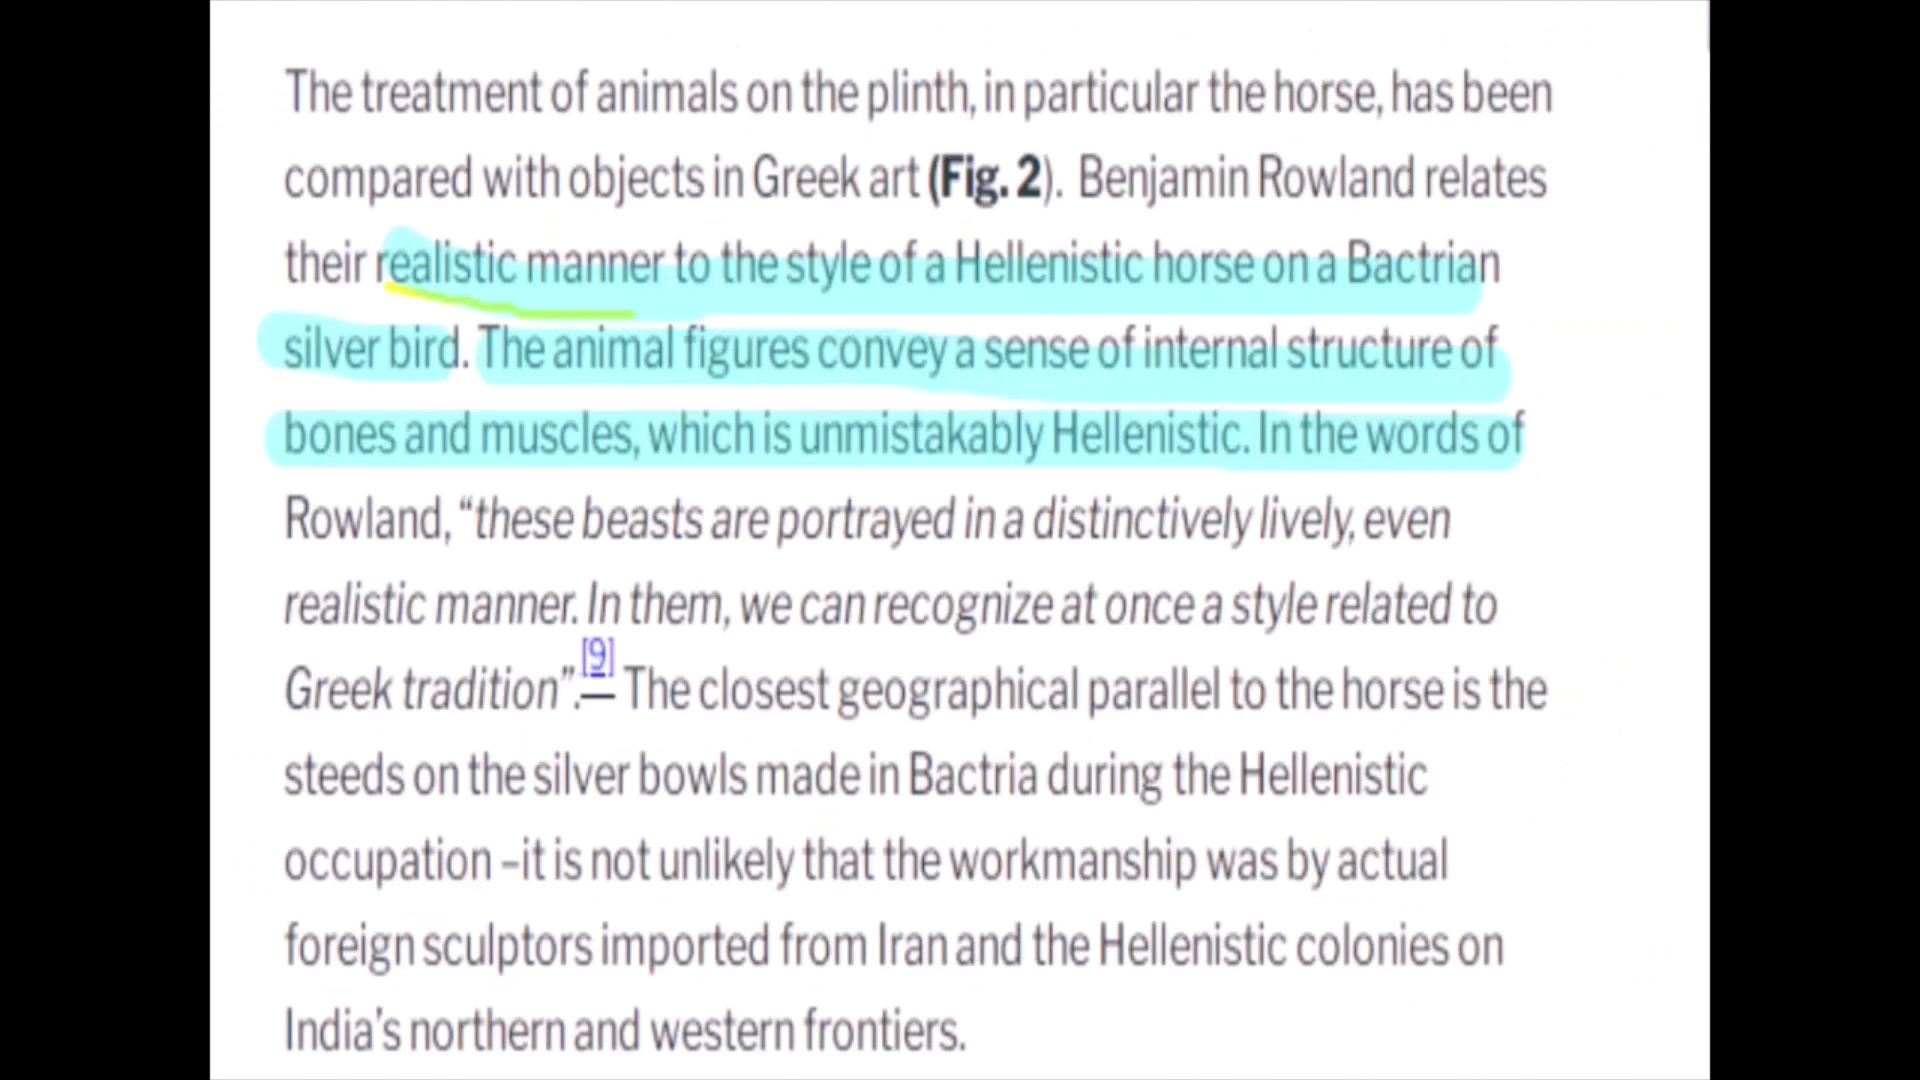 The treatment of animals on the plinth, in particular the horse, has been
compared with objects in Greek art (Fig. 2). Benjamin Rowland relates
their realistic manner to the style of a Hellenistic horse on a Bactrian
silver bird. The animal figures convey a sense of internal structure of
bones and muscles, which is unmistakably Hellenistic. In the words of
Rowland, “these beasts are portrayed in a distinctively lively, even
realistic manner. In them, we can recognize at once a style related to
Greek tradition”.[9] The closest geographical parallel to the horse is the
steeds on the silver bowls made in Bactria during the Hellenistic
occupation –it is not unlikely that the workmanship was by actual
foreign sculptors imported from Iran and the Hellenistic colonies on
India’s northern and western frontiers.